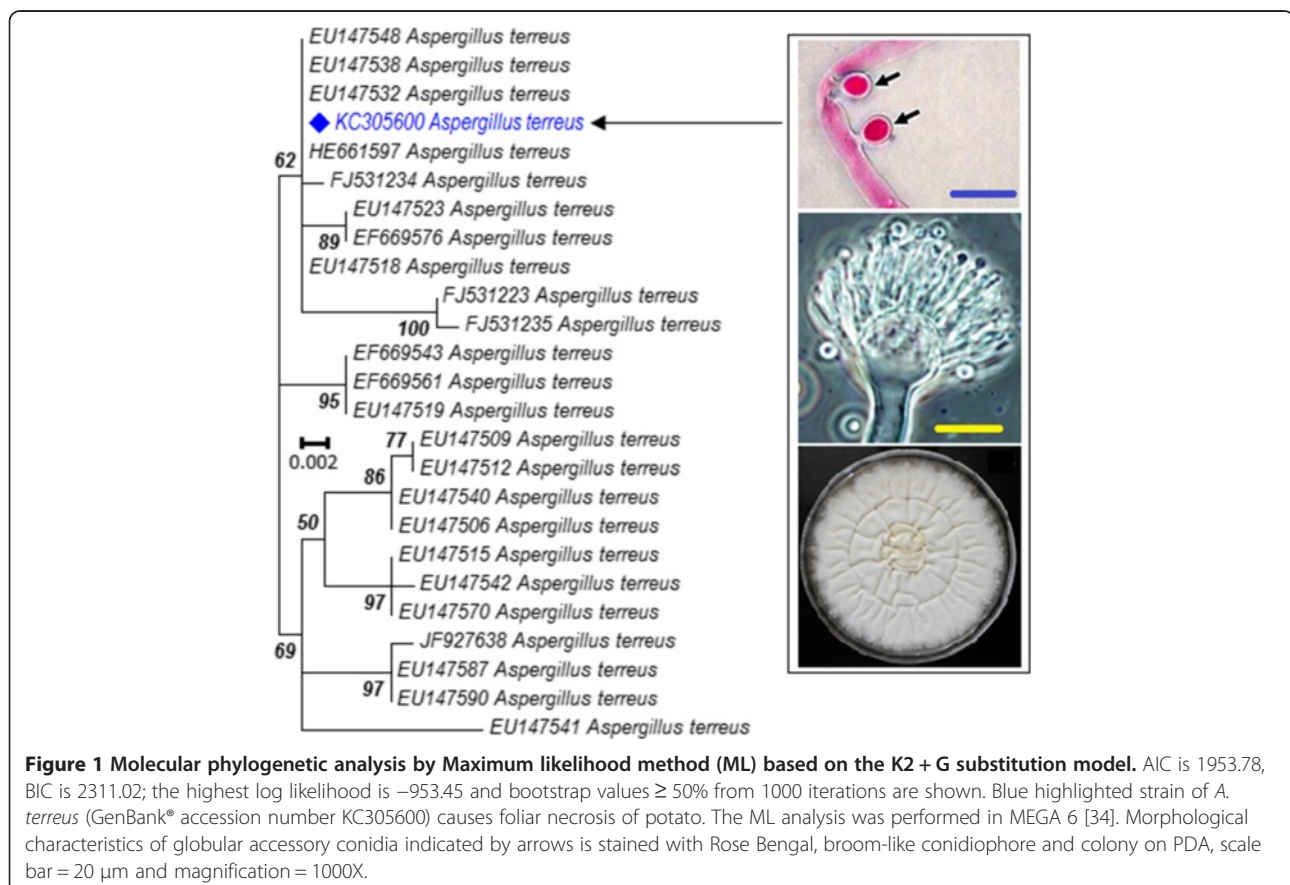 EU147548 Aspergillus terreus
EU147538 Aspergillus terreus
EU147532 Aspergillus terreus
KC305600 Aspergillus terreus
HE661597 Aspergillus terreus
62
FJ531234 Aspergillus terreus
EU147523 Aspergillus terreus
89 EF669576 Aspergillus terreus
EU147518 Aspergillus terreus
FJ531223 Aspergillus terreus
100 FJ531235 Aspergillus terreus
EF669543 Aspergillus terreus
EF669561 Aspergillus terreus
95 EU147519 Aspergillus terreus
77 EU147509 Aspergillus terreus
0.002
EU147512 Aspergillus terreus
86
EU147540 Aspergillus terreus
50
EU147506 Aspergillus terreus
EU147515 Aspergillus terreus
EU147542 Aspergillus terreus
97 EU147570 Aspergillus terreus
69
JF927638 Aspergillus terreus
EU147587 Aspergillus terreus
97 EU147590 Aspergillus terreus
EU147541 Aspergillus terreus
Figure 1 Molecular phylogenetic analysis by Maximum likelihood method (ML) based on the K2 + G substitution model. AIC is 1953.78,
BIC is 2311.02; the highest log likelihood is −953.45 and bootstrap values ≥ 50% from 1000 iterations are shown. Blue highlighted strain of A.
terreus (GenBank® accession number KC305600) causes foliar necrosis of potato. The ML analysis was performed in MEGA 6 [34]. Morphological
characteristics of globular accessory conidia indicated by arrows is stained with Rose Bengal, broom-like conidiophore and colony on PDA, scale
bar = 20 μm and magnification = 1000X.